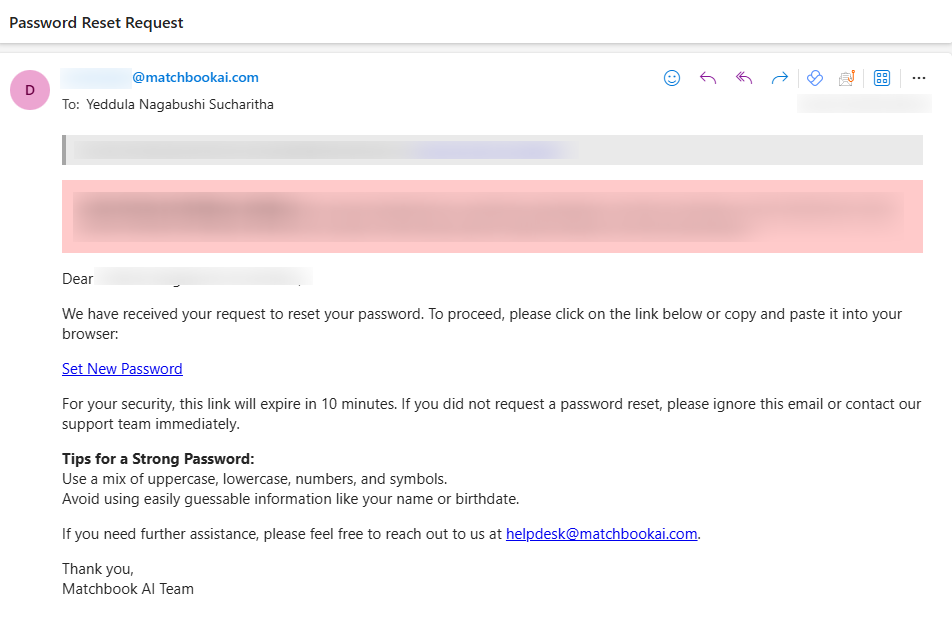 Password Reset Request
@matchbookai.com
D
To: Yeddula Nagabushi Sucharitha
Dear
We have received your request to reset your password. To proceed, please click on the link below or copy and paste it into your
browser:
Set New Password
For your security, this link will expire in 10 minutes. If you did not request a password reset, please ignore this email or contact our
support team immediately.
Tips for a Strong Password:
Use a mix of uppercase, lowercase, numbers, and symbols.
Avoid using easily guessable information like your name or birthdate.
If you need further assistance, please feel free to reach out to us at helpdesk@matchbookai.com.
Thank you,
Matchbook AI Team